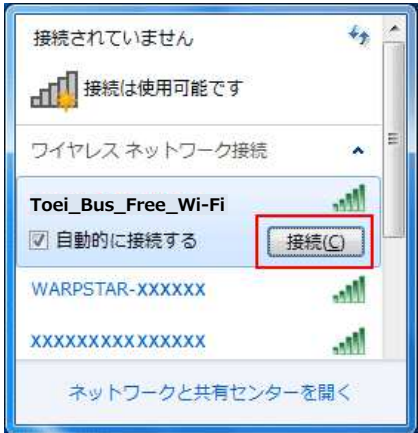 接続されていません
接続は使用可能です
ワイヤレス ネットワーク接続
Toei_Bus_Free_Wi-Fi
自動的に接続する
接続(C)
WARPSTAR-XXXXXX
XXXXXXXXXXXXXXX
ネットワークと共有センターを開く